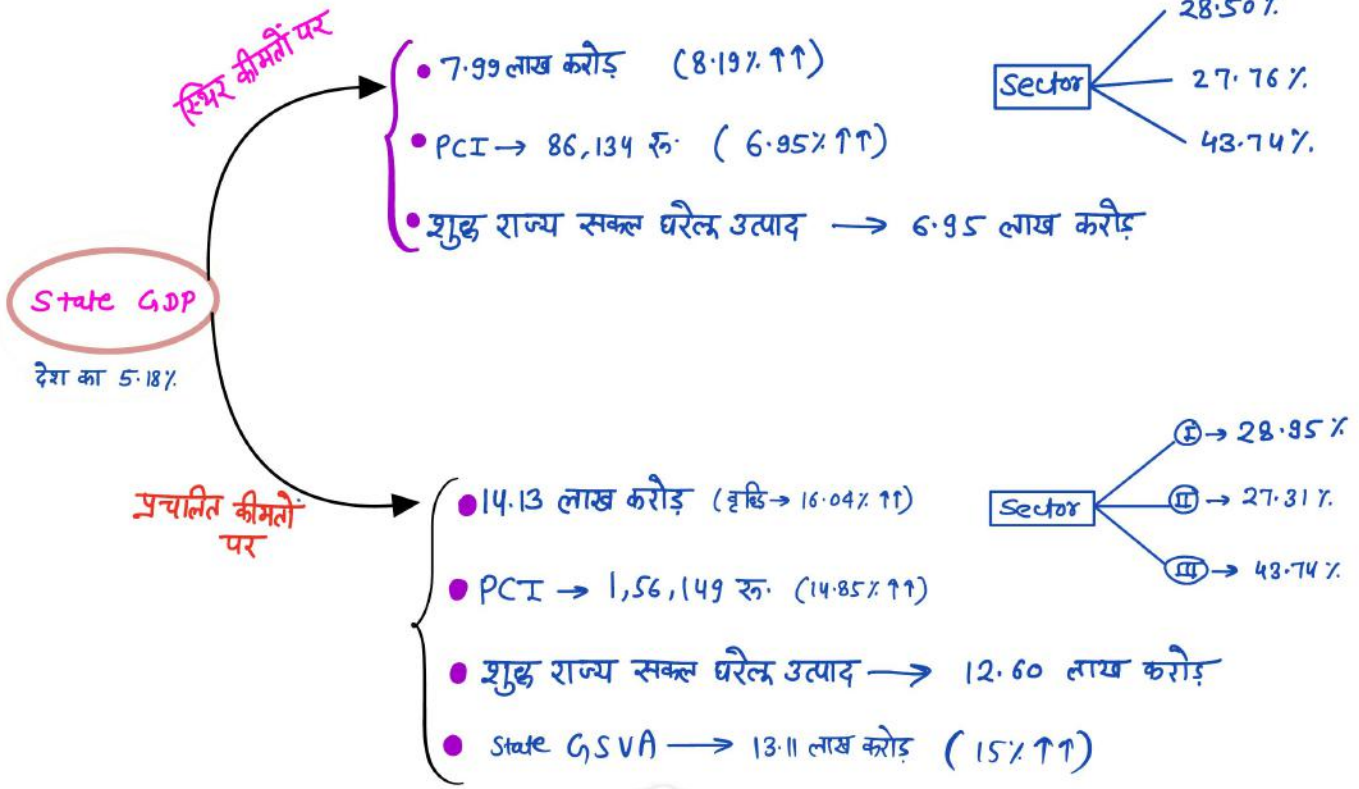 28.50%
स्थिर कीमतों पर
7.99 लाख करोड़ (8.19% ↑↑)
Sector
27.76%.
PCI → 86,134 रू. (6.95% ↑↑)
43.74%.
शुद्ध राज्य सकल घरेलू उत्पाद → 6.95 लाख करोड़
State GDP
देश का 5.18%.
प्रचालित कीमतों
पर
14.13 लाख करोड़ (वृद्धि → 16.04% ↑↑)
Sector
I → 28.95%
II → 27.31%.
III → 43.74%
PCI → 1,56,149 रू. (14.85% ↑↑)
शुद्ध राज्य सकल घरेलू उत्पाद → 12.60 लाख करोड़
State GSVA → 13.11 लाख करोड़ (15% ↑↑)